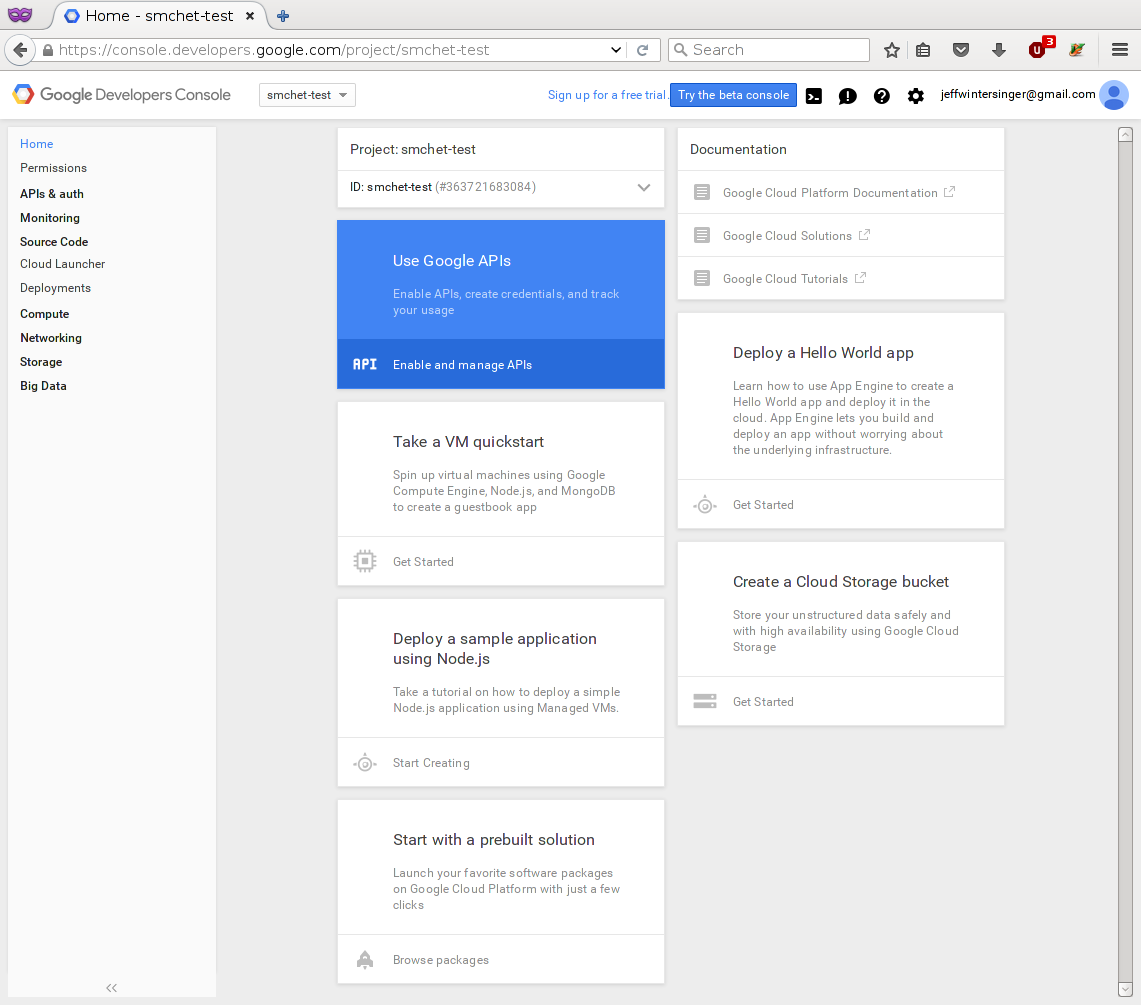 Home - smchet-test
https://console.developers.google.com/project/smchet-test
Search
3
Google Developers Console
smchet-test
Sign up for a free trial.
Try the beta console
jeffwintersinger@gmail.com
Home
Permissions
APIs & auth
Monitoring
Source Code
Cloud Launcher
Deployments
Compute
Networking
Storage
Big Data
Project: smchet-test
ID: smchet-test (#363721683084)
Use Google APIs
Enable APIs, create credentials, and track
your usage
API
Enable and manage APIs
Take a VM quickstart
Spin up virtual machines using Google
Compute Engine, Node.js, and MongoDB
to create a guestbook app
Get Started
Deploy a sample application
using Node.js
Take a tutorial on how to deploy a simple
Node.js application using Managed VMs.
Start Creating
Start with a prebuilt solution
Launch your favorite software packages
on Google Cloud Platform with just a few
clicks
Browse packages
Documentation
Google Cloud Platform Documentation
Google Cloud Solutions
Google Cloud Tutorials
Deploy a Hello World app
Learn how to use App Engine to create a
Hello World app and deploy it in the
cloud. App Engine lets you build and
deploy an app without worrying about
the underlying infrastructure.
Get Started
Create a Cloud Storage bucket
Store your unstructured data safely and
with high availability using Google Cloud
Storage
Get Started